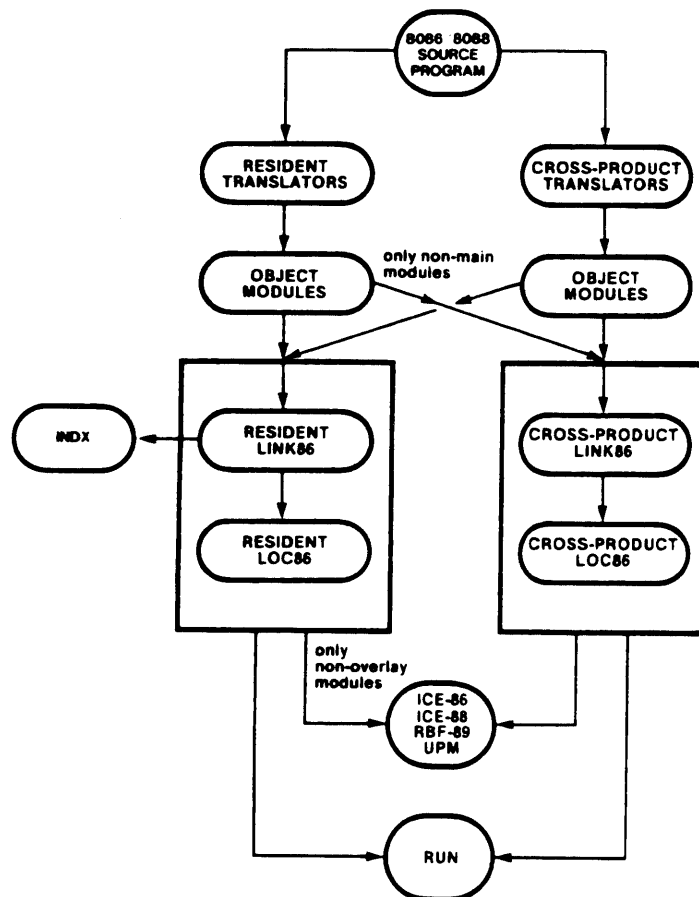 8086 8088
SOURCE
PROGRAM
RESIDENT
TRANSLATORS
CROSS-PRODUCT
TRANSLATORS
only non-main
modules
OBJECT
MODULES
OBJECT
MODULES
INDX
RESIDENT
LINK86
CROSS-PRODUCT
LINK86
RESIDENT
LOC86
CROSS-PRODUCT
LOC86
only
non-overlay
modules
ICE-86
ICE-88
RBF-89
UPM
RUN